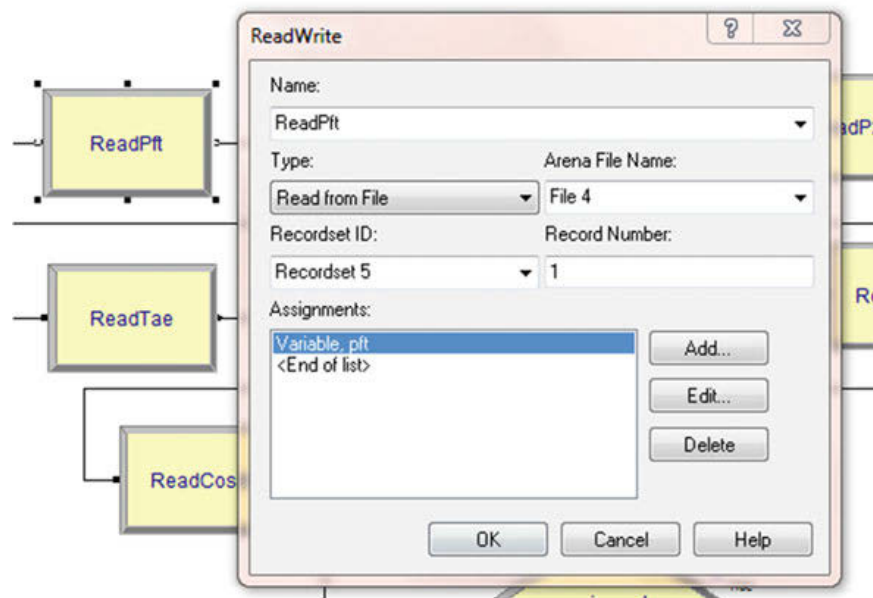 ReadWrite
Name:
ReadPft
ReadPft
Type:
Arena File Name:
Read from File
File 4
Recordset ID:
Record Number:
Recordset 5
1
ReadTae
Assignments:
Variable, pft
<End of list>
Add...
Edit...
Delete
ReadCos
OK
Cancel
Help